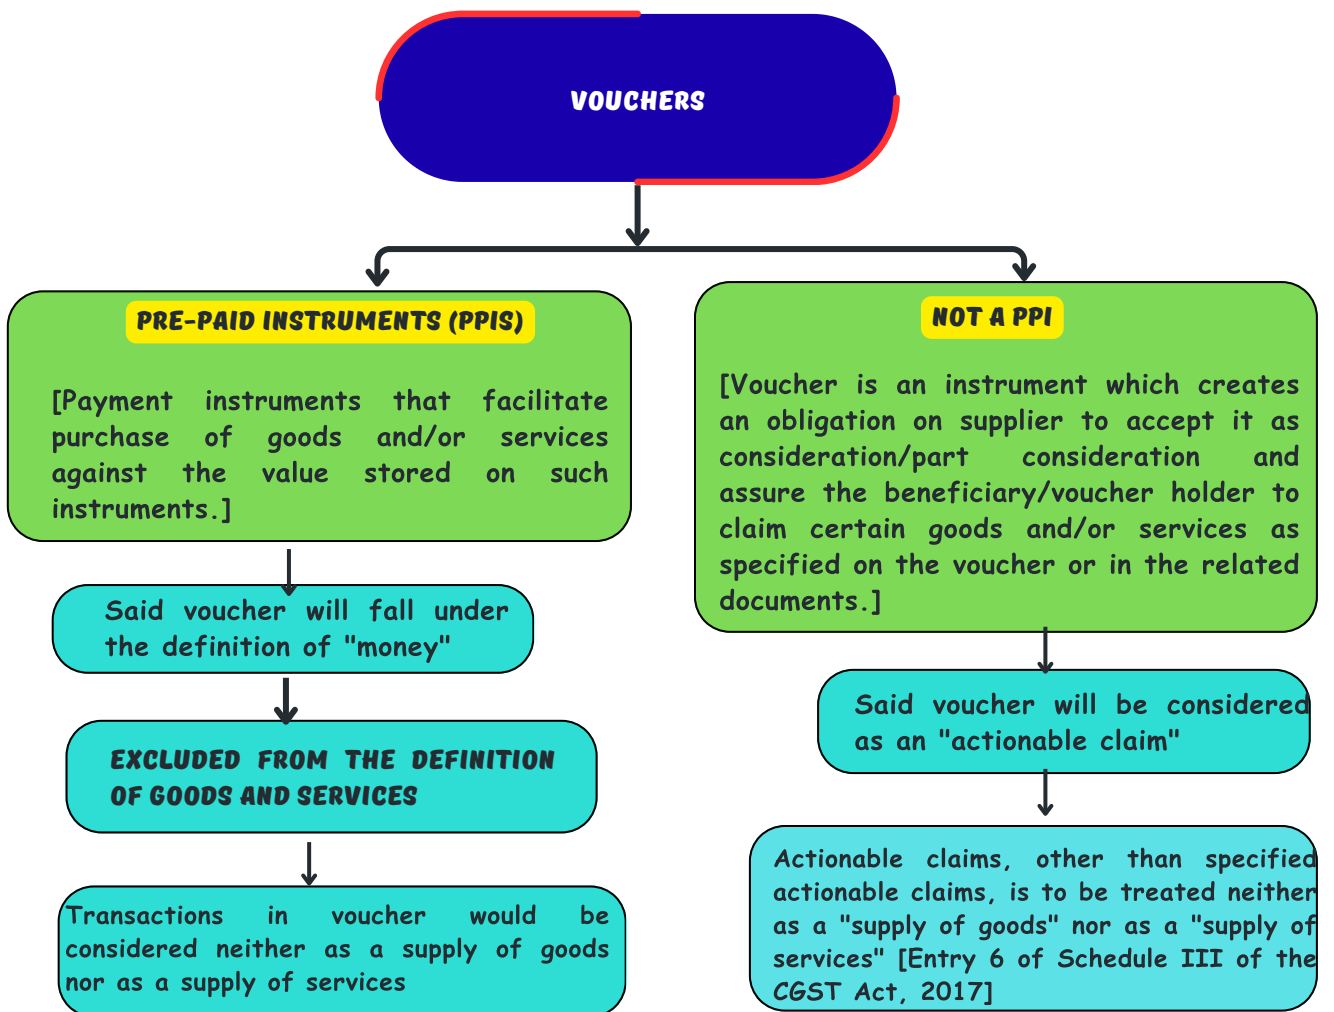 VOUCHERS
PRE-PAID INSTRUMENTS (PPIS)
[Payment instruments that facilitate
purchase of goods and/or services
against the value stored on such
instruments.]
Said voucher will fall under
the definition of "money"
EXCLUDED FROM THE DEFINITION
OF GOODS AND SERVICES
Transactions in voucher would be
considered neither as a supply of goods
nor as a supply of services
NOT A PPI
[Voucher is an instrument which creates
an obligation on supplier to accept it as
consideration/part consideration and
assure the beneficiary/voucher holder to
claim certain goods and/or services as
specified on the voucher or in the related
documents.]
Said voucher will be considered
as an "actionable claim"
Actionable claims, other than specified
actionable claims, is to be treated neither
as a "supply of goods" nor as a "supply of
services" [Entry 6 of Schedule III of the
CGST Act, 2017]